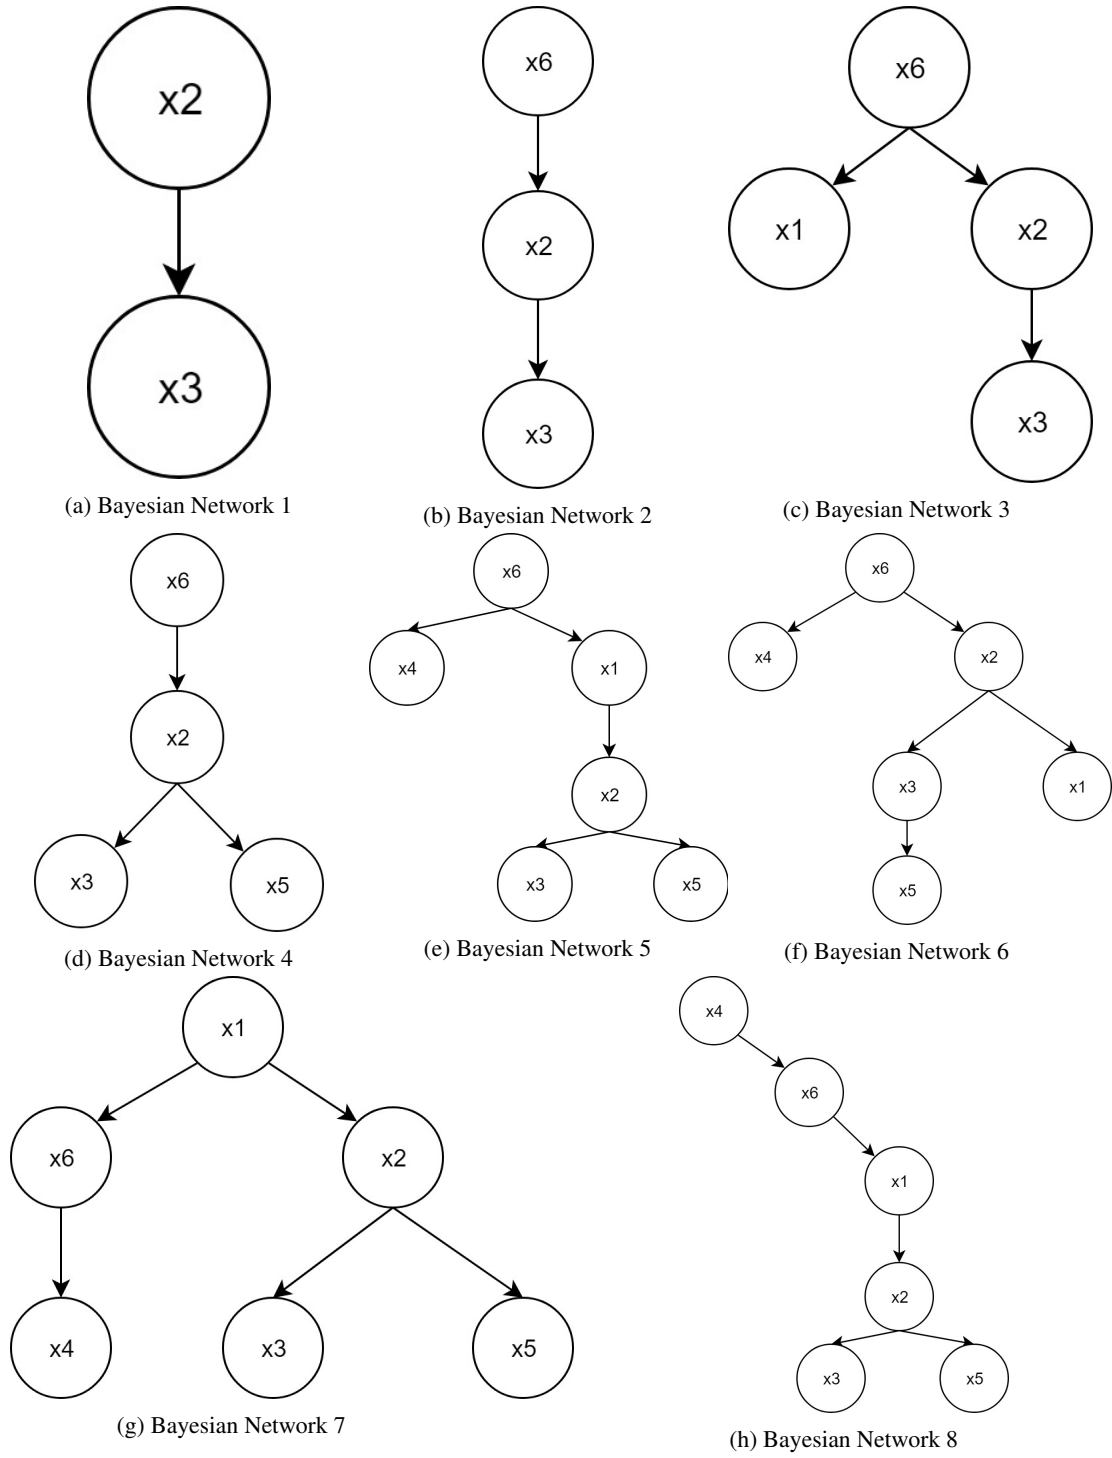 x2
x3
(a) Bayesian Network 1
x6
x2
x3
(b) Bayesian Network 2
x6
x1
x2
x3
(c) Bayesian Network 3
x6
x2
x3
x5
(d) Bayesian Network 4
x6
x4
x1
x2
x3
x5
(e) Bayesian Network 5
x6
x4
x2
x3
x1
x5
(f) Bayesian Network 6
x1
x6
x2
x4
x3
x5
(g) Bayesian Network 7
x4
x6
x1
x2
x3
x5
(h) Bayesian Network 8